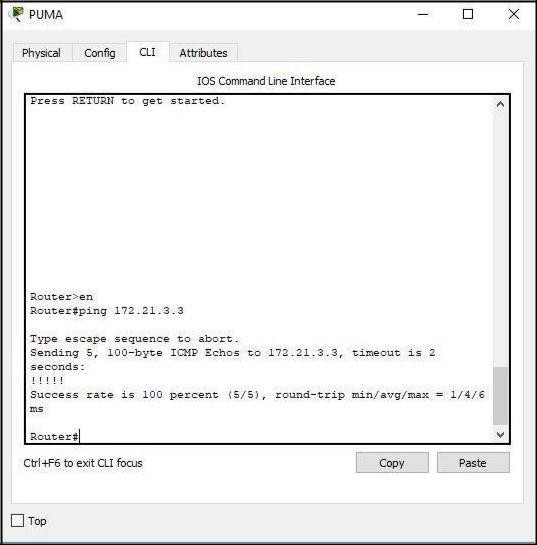 PUMA
Physical Config CLI Attributes
IOS Command Line Interface
Press RETURN to get started.
Router>en
Router#ping 172.21.3.3
Type escape sequence to abort.
Sending 5, 100-byte ICMP Echos to 172.21.3.3, timeout is 2
seconds:
!!!!!
Success rate is 100 percent (5/5), round-trip min/avg/max = 1/4/6
ms
Router#
Ctrl+F6 to exit CLI focus
Copy Paste
Top